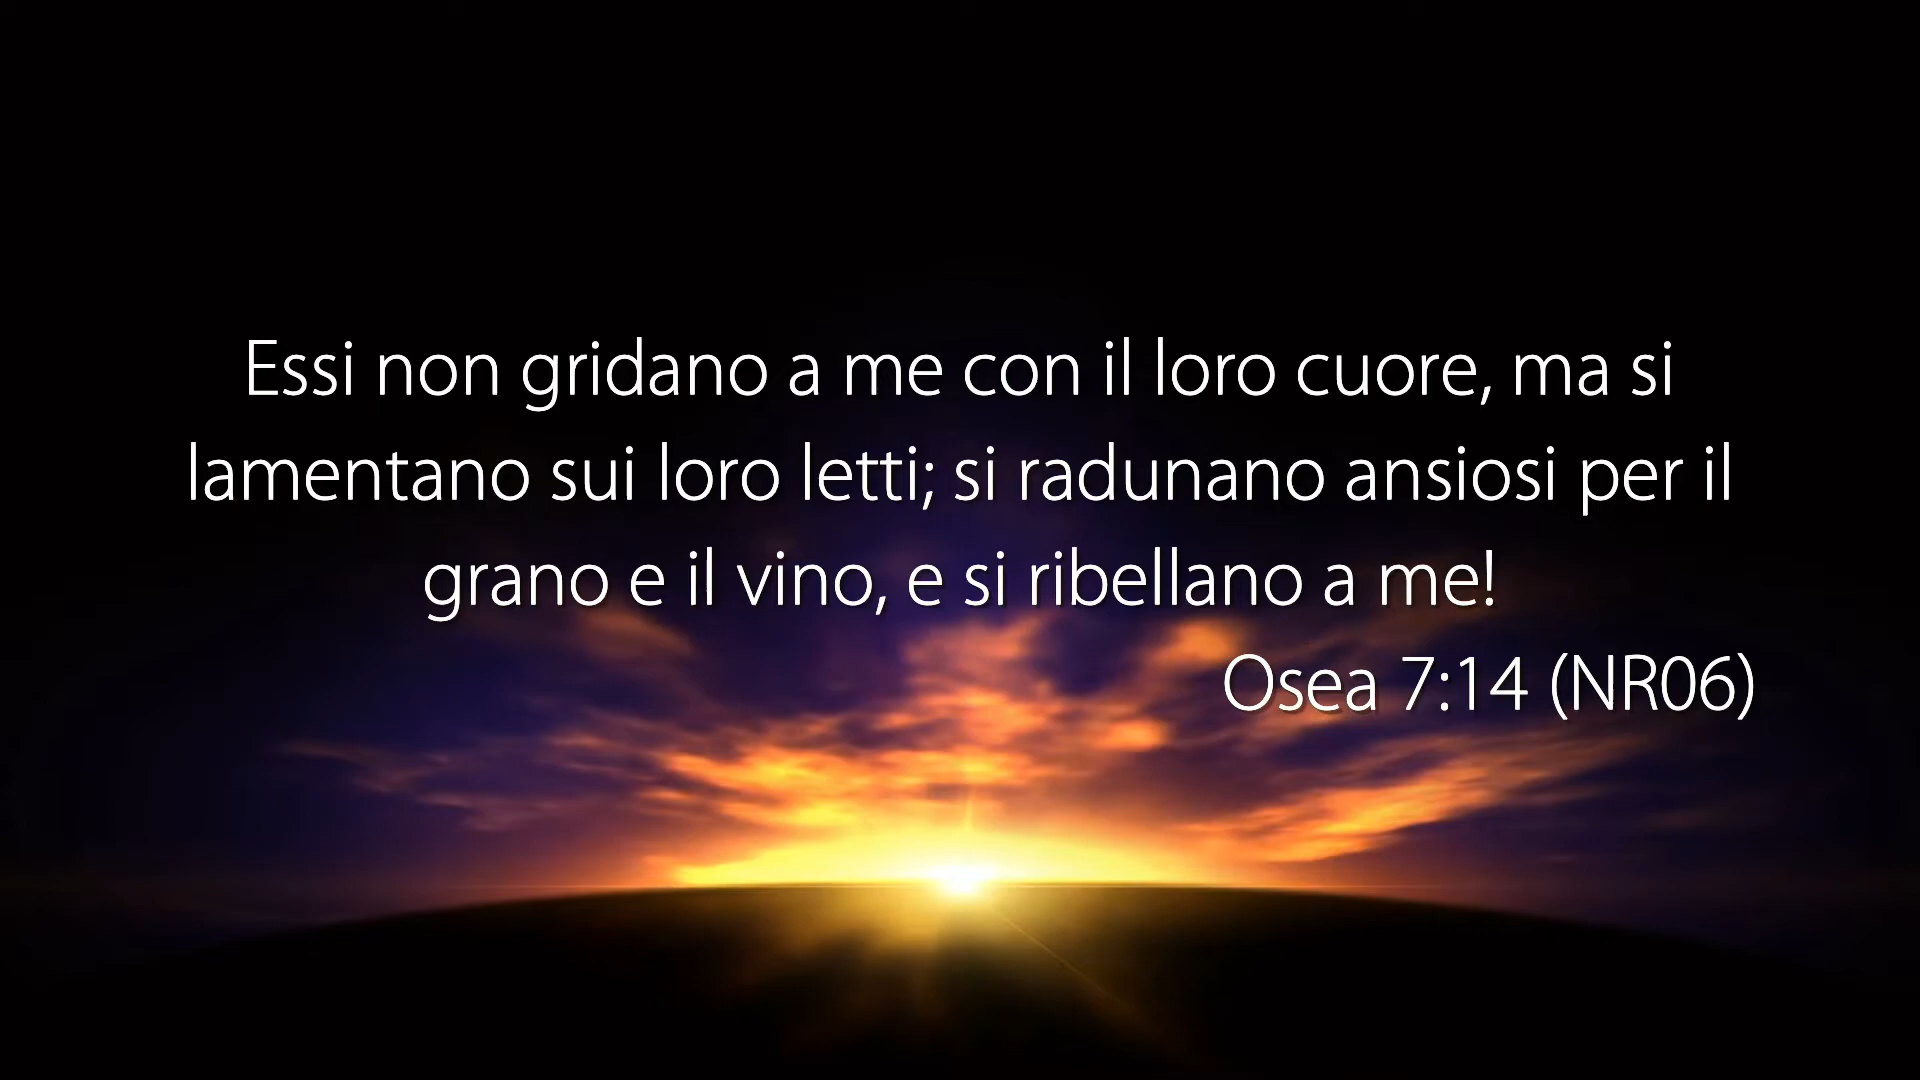 Essi non gridano a me con il loro cuore, ma si
lamentano sui loro letti; si radunano ansiosi per il
grano e il vino, e si ribellano a me!
Osea 7:14 (NR06)